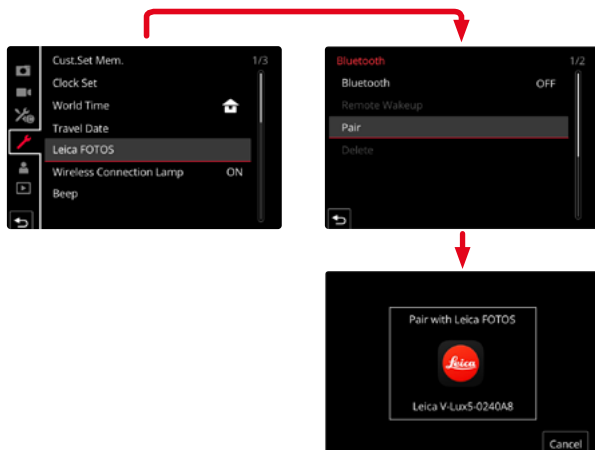 Cust.Set Mem. 1/3
Clock Set
World Time
Travel Date
Leica FOTOS
Wireless Connection Lamp ON
Beep
Bluetooth 1/2
Bluetooth OFF
Remote Wakeup
Pair
Delete
Pair with Leica FOTOS
Leica
Leica V-Lux5-0240A8
Cancel